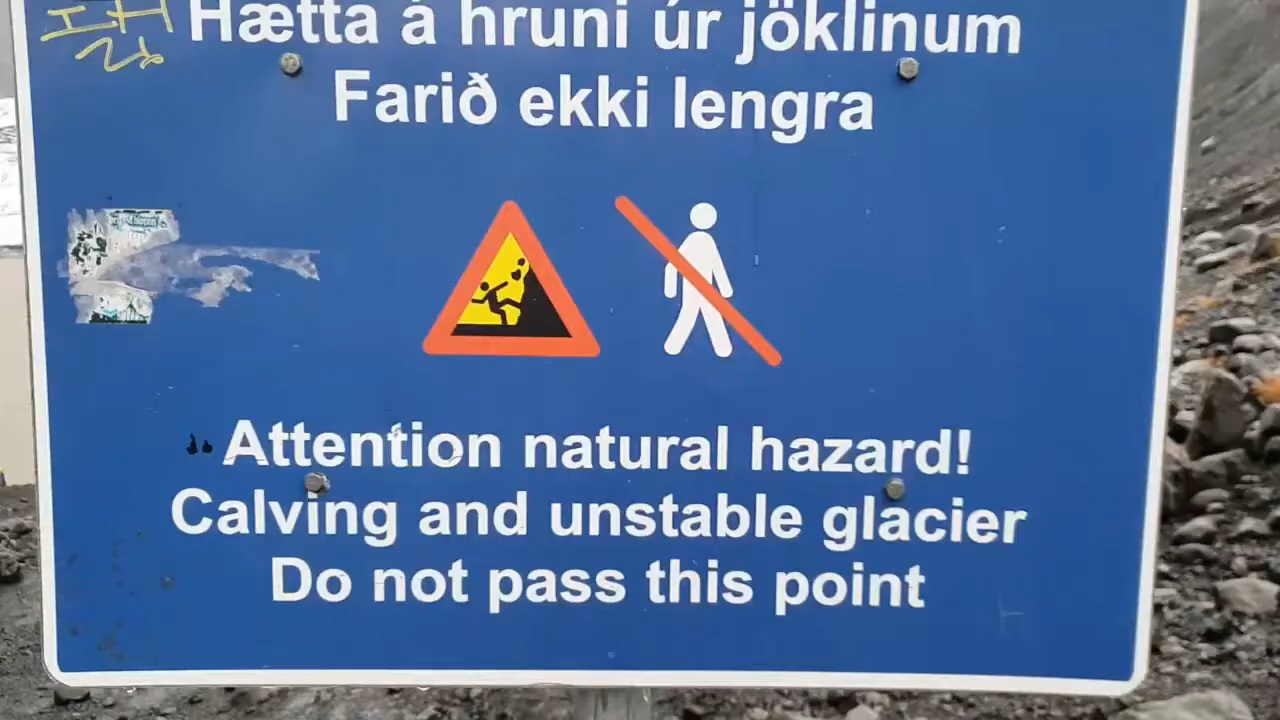 Hætta á hruni úr jöklinum
Farið ekki lengra
Attention natural hazard!
Calving and unstable glacier
Do not pass this point